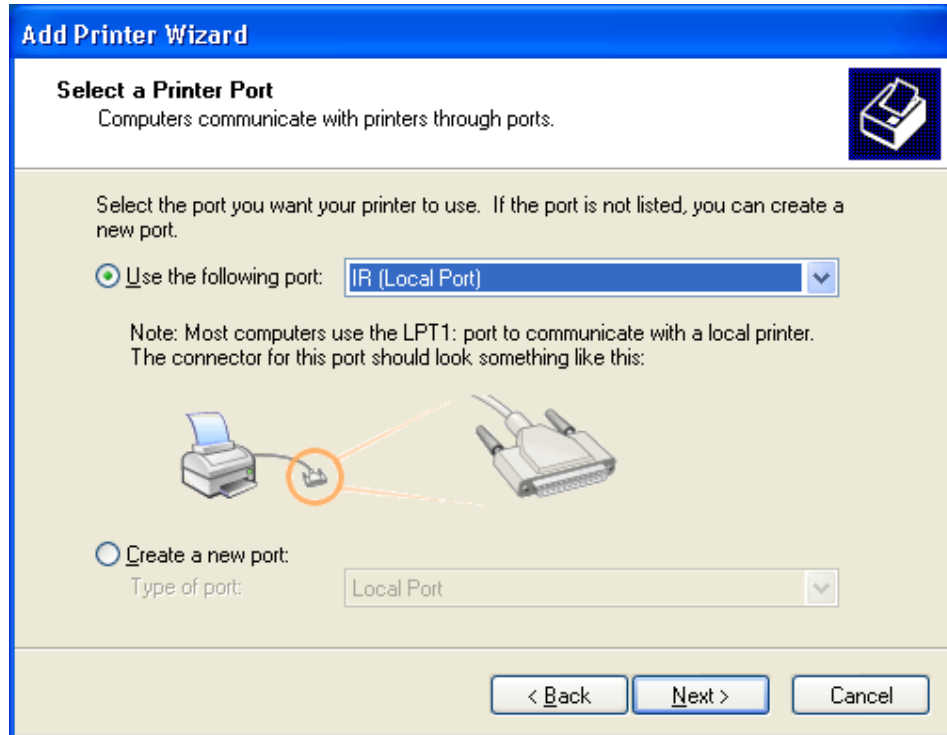 Add Printer Wizard
Select a Printer Port
Computers communicate with printers through ports.
Select the port you want your printer to use. If the port is not listed, you can create a
new port.
Use the following port: IR (Local Port)
Note: Most computers use the LPT1: port to communicate with a local printer.
The connector for this port should look something like this:
Create a new port:
Type of port: Local Port
< Back Next > Cancel